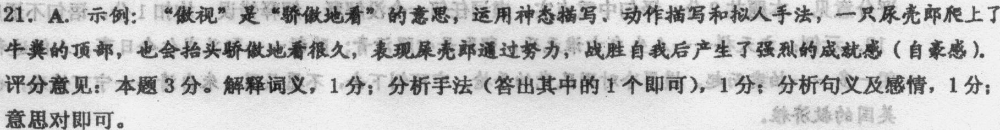 21. A. 示例：“傲视”是“骄傲地看”的意思，运用神态描写、动作描写和拟人手法，一只尿壳郎爬上了
牛粪的顶部，也会抬头骄傲地看很久，表现屎壳郎通过努力，战胜自我后产生了强烈的成就感（自豪感）。
评分意见：本题3分。解释词义，1分；分析手法（答出其中的1个即可），1分；分析句义及感情，1分；
意思对即可。